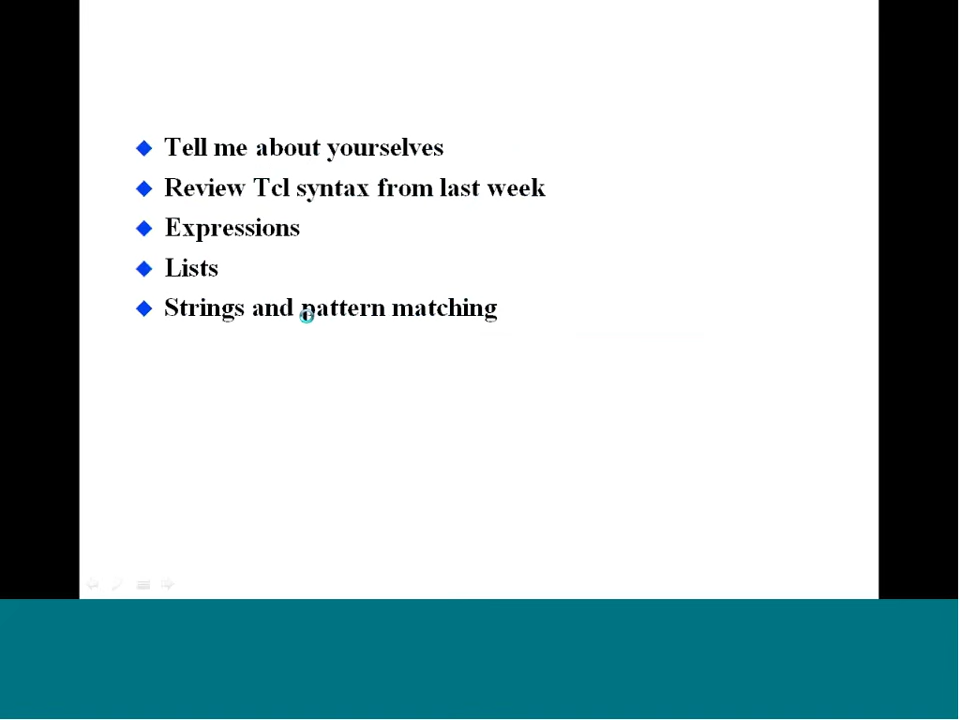 Tell me about yourselves
Review Tcl syntax from last week
Expressions
Lists
Strings and pattern matching